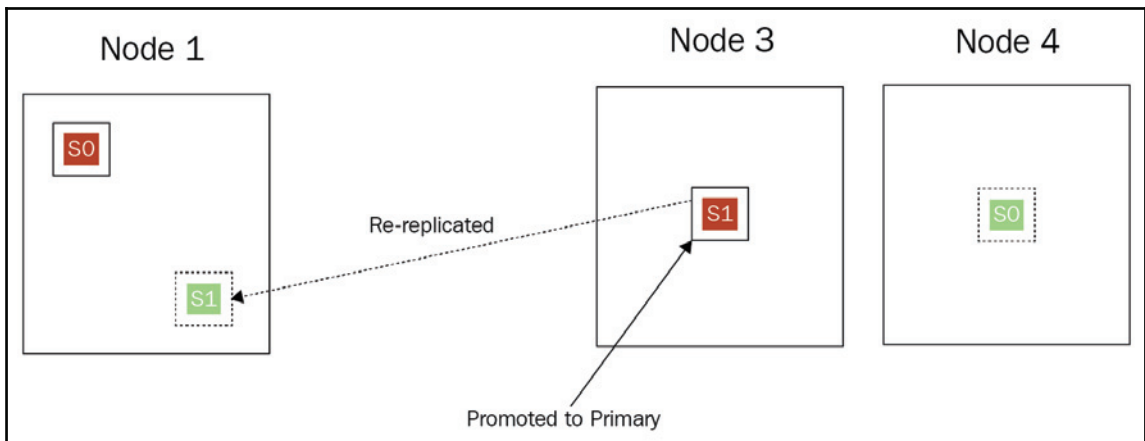 Node 1
Node 3
Node 4
S0
S1
S0
Re-replicated
S1
Promoted to Primary